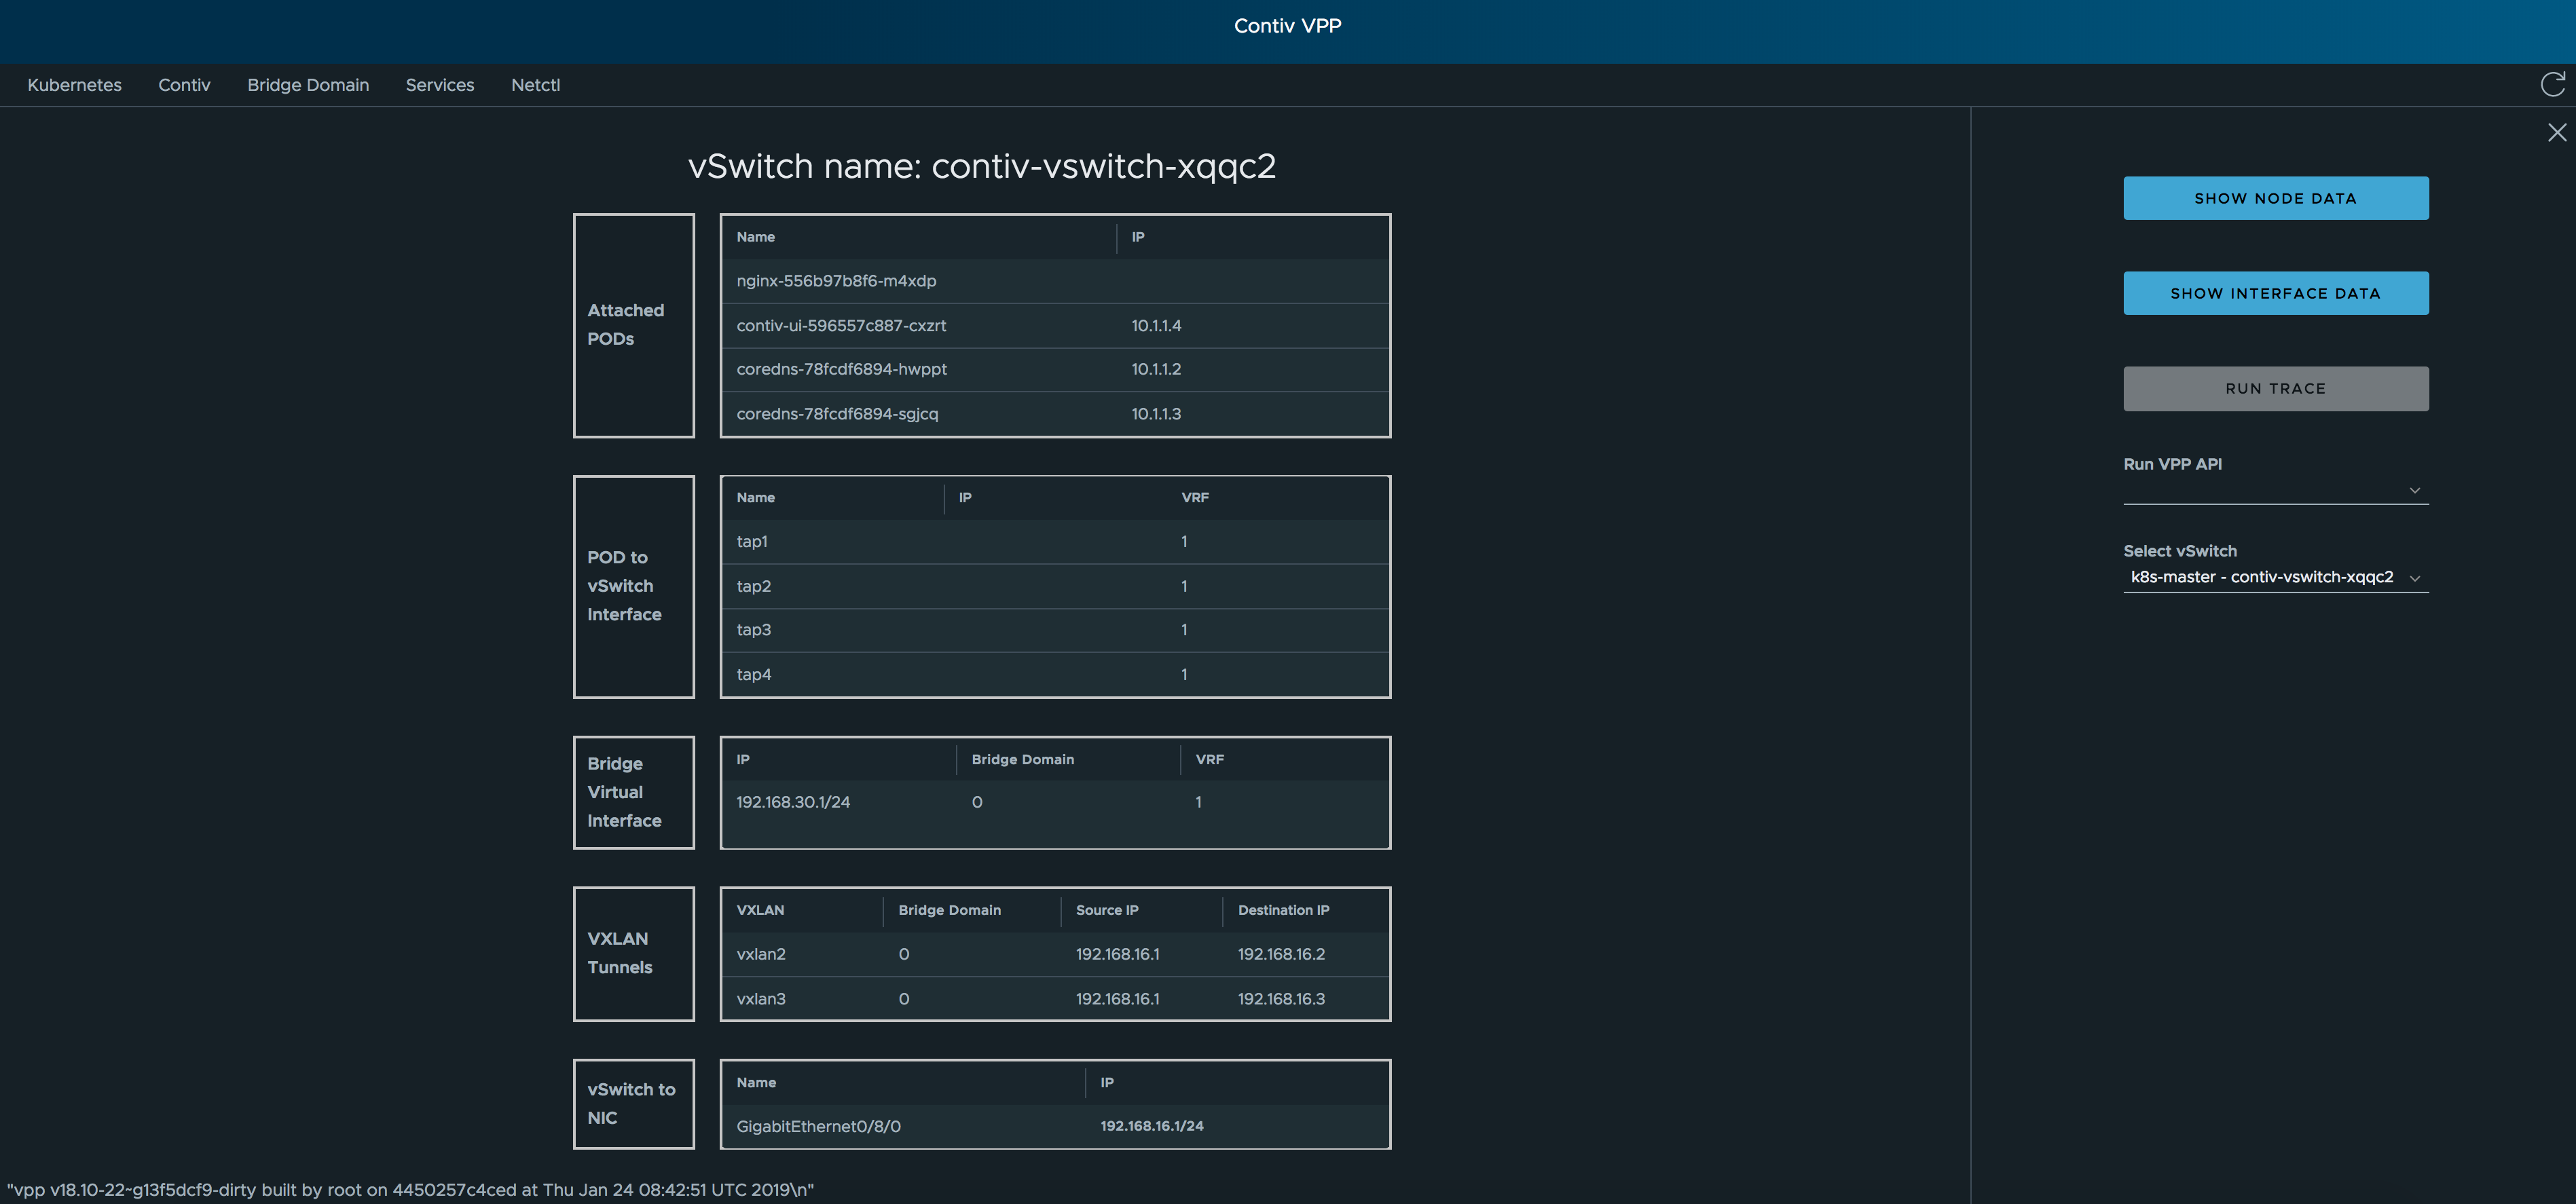 Contiv VPP
Kubernetes Contiv Bridge Domain Services Netctl
vSwitch name: contiv-vswitch-xqqc2
Attached
PODs
Name IP
nginx-556b97b8f6-m4xdp
contiv-ui-596557c887-cxzrt 10.1.1.4
coredns-78fcdf6894-hwppt 10.1.1.2
coredns-78fcdf6894-sgjcq 10.1.1.3
POD to
vSwitch
Interface
Name IP VRF
tap1 1
tap2 1
tap3 1
tap4 1
Bridge
Virtual
Interface
IP Bridge Domain VRF
192.168.30.1/24 0 1
VXLAN
Tunnels
VXLAN Bridge Domain Source IP Destination IP
vxlan2 0 192.168.16.1 192.168.16.2
vxlan3 0 192.168.16.1 192.168.16.3
vSwitch to
NIC
Name IP
GigabitEthernet0/8/0 192.168.16.1/24
SHOW NODE DATA
SHOW INTERFACE DATA
RUN TRACE
Run VPP API
Select vSwitch
k8s-master - contiv-vswitch-xqqc2
"vpp v18.10-22~g13f5dcf9-dirty built by root on 4450257c4ced at Thu Jan 24 08:42:51 UTC 2019\n"